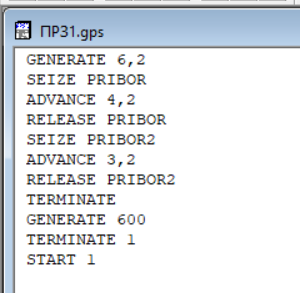 ПР31.gps
GENERATE 6,2
SEIZE PRIBOR
ADVANCE 4,2
RELEASE PRIBOR
SEIZE PRIBOR2
ADVANCE 3,2
RELEASE PRIBOR2
TERMINATE
GENERATE 600
TERMINATE 1
START 1